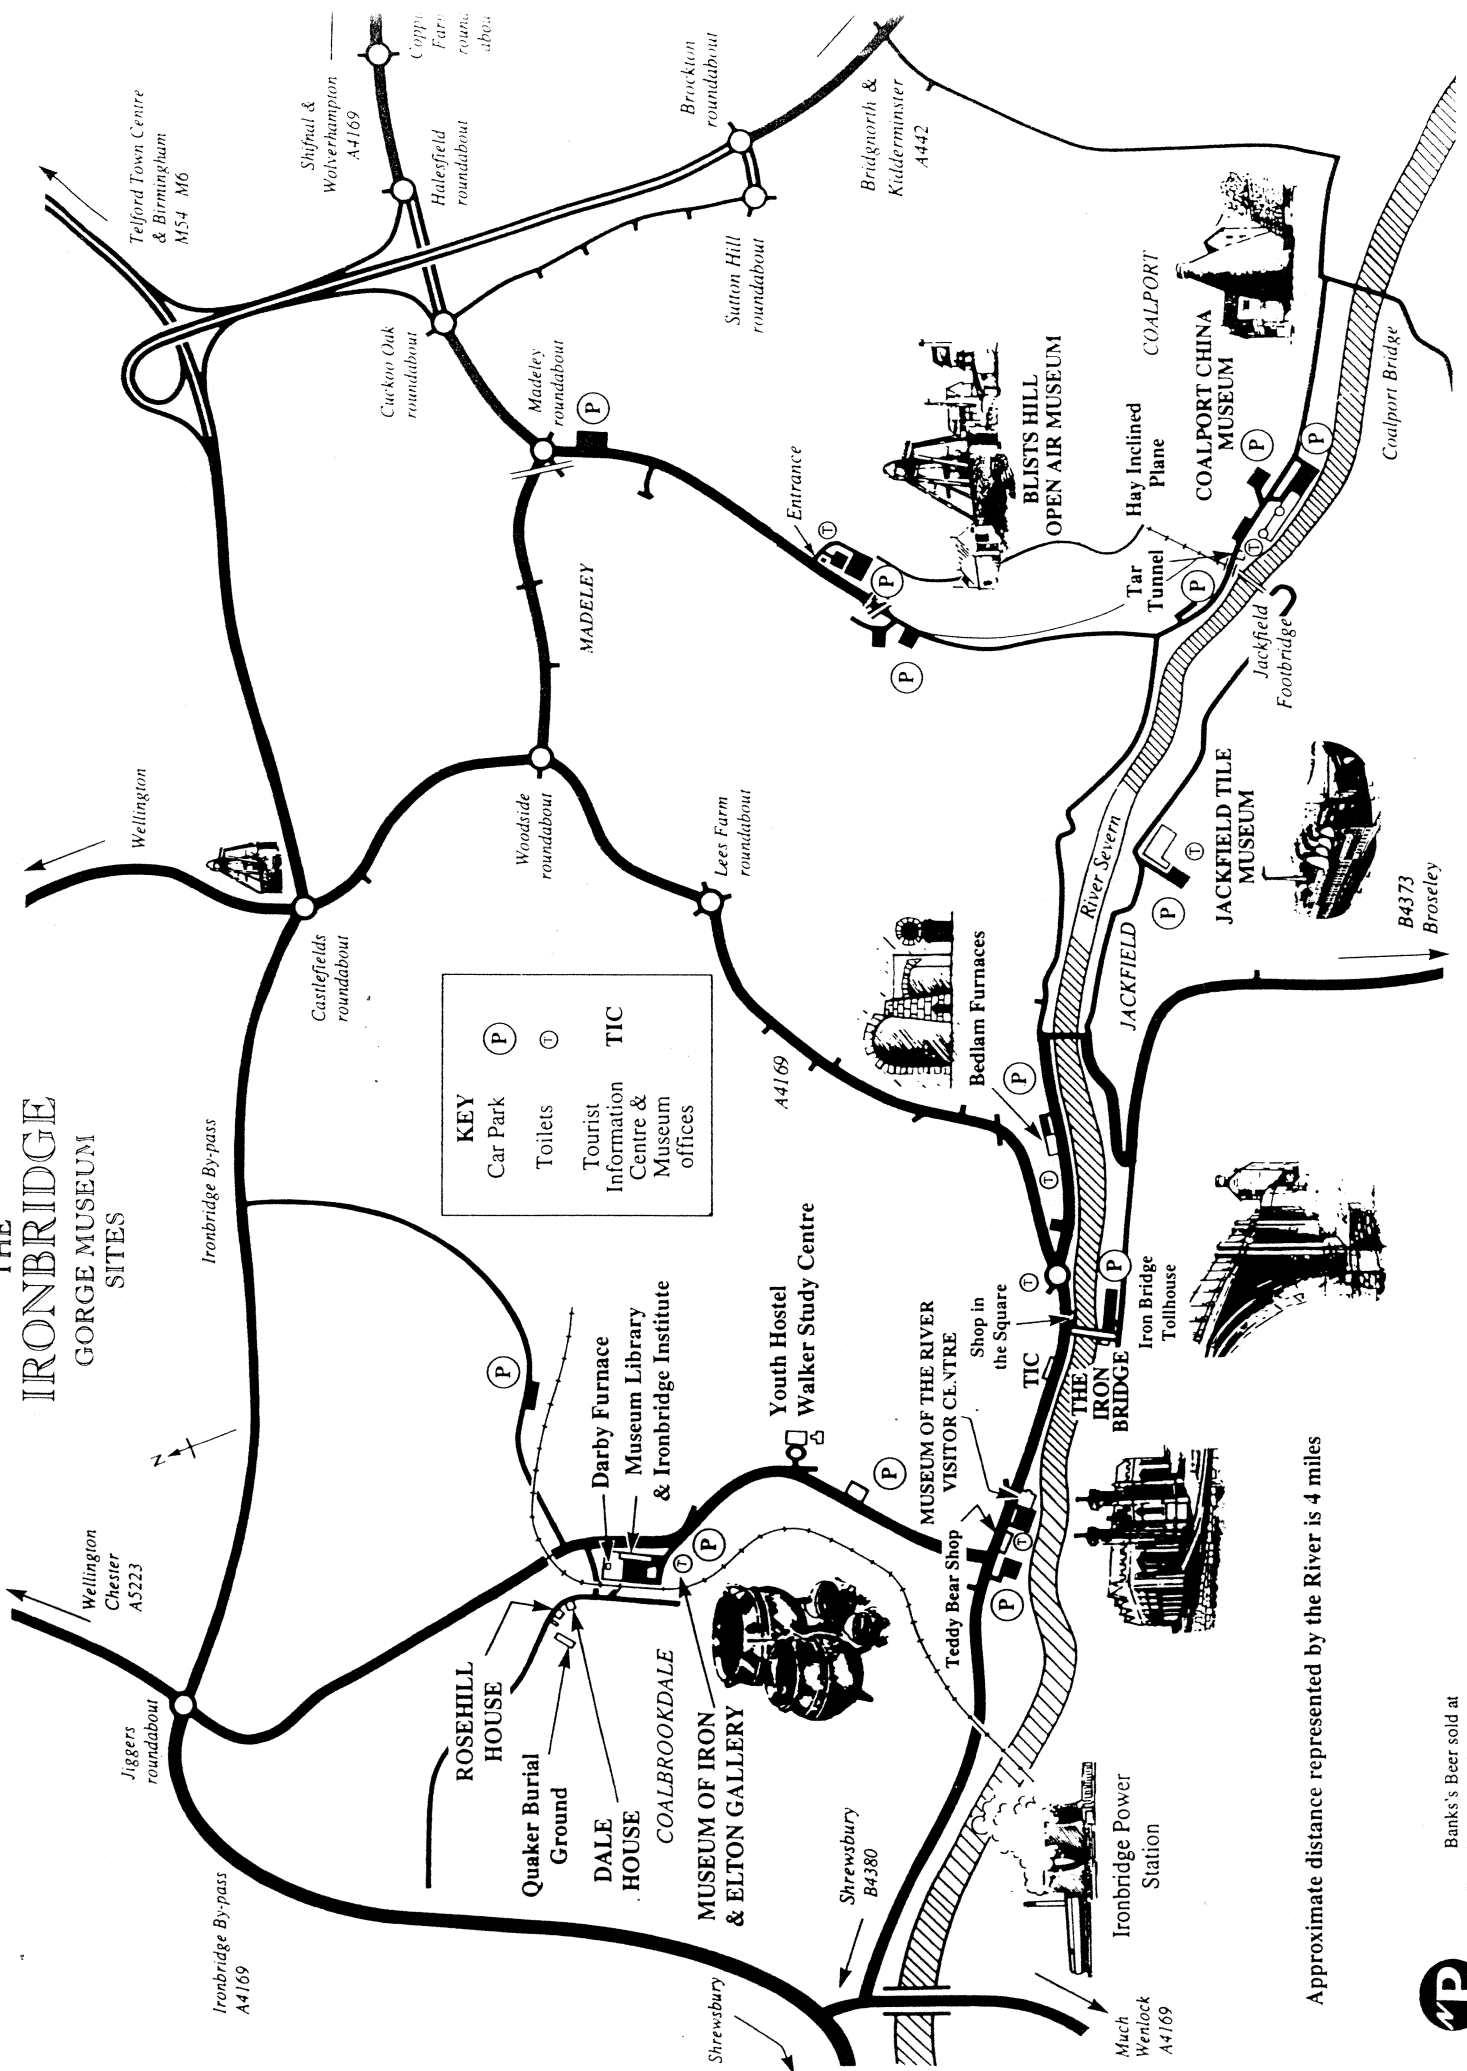 THE
IRONBRIDGE
GORGE MUSEUM
SITES
Wellington
Chester
A5223
Jiggers
roundabout
Ironbridge By-pass
A4169
Shrewsbury
Shrewsbury
B4380
Much
Wenlock
A4169
Ironbridge Power
Station
N
Ironbridge By-pass
Castlefields
roundabout
Wellington
Telford Town Centre
& Birmingham
M54 M6
Shifnal &
Wolverhampton
A4169
Halesfield
roundabout
Brockton
roundabout
Sutton Hill
roundabout
Bridgnorth &
Kidderminster
A442
Cuckoo Oak
roundabout
Madeley
roundabout
P
MADELEY
Woodside
roundabout
Lees Farm
roundabout
A4169
KEY
Car Park P
Toilets T
Tourist
Information
Centre &
Museum
offices
TIC
P
ROSEHILL
HOUSE
Quaker Burial
Ground
DALE
HOUSE
COALBROOKDALE
MUSEUM OF IRON
& ELTON GALLERY
Darby Furnace
Museum Library
& Ironbridge Institute
T
P
Youth Hostel
Walker Study Centre
P
MUSEUM OF THE RIVER
VISITOR CENTRE
Teddy Bear Shop
P
T
Shop in
the Square
TIC
THE
IRON
BRIDGE
Iron Bridge
Tollhouse
P
T
T
Bedlam Furnaces
P
River Severn
JACKFIELD
P
T
JACKFIELD TILE
MUSEUM
B4373
Broseley
Entrance
T
P
P
BLISTS HILL
OPEN AIR MUSEUM
Hay Inclined
Plane
Tar
Tunnel
P
T
Jackfield
Footbridge
COALPORT
COALPORT CHINA
MUSEUM
P
P
Coalport Bridge
Approximate distance represented by the River is 4 miles
Banks's Beer sold at
NP